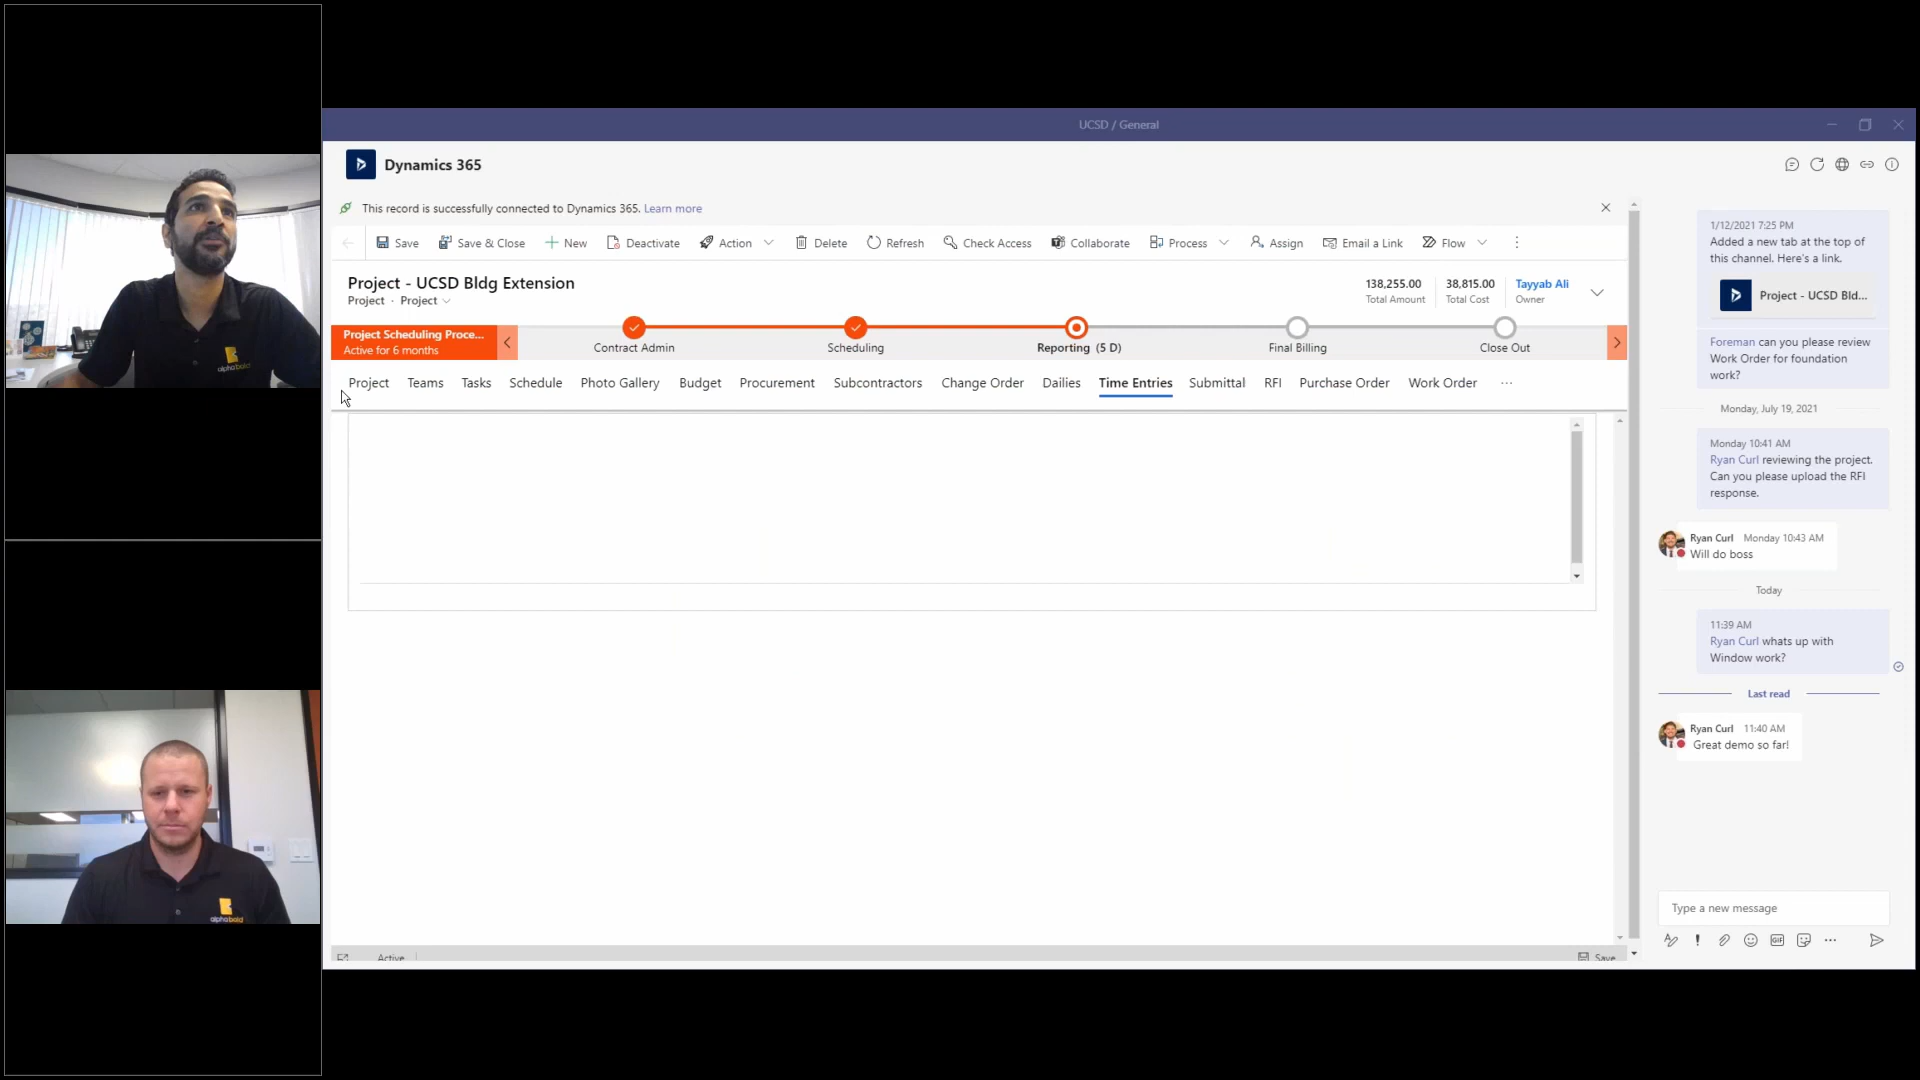 UCSD / General
Dynamics 365
This record is successfully connected to Dynamics 365. Learn more
Save
Save & Close
New
Deactivate
Action
Delete
Refresh
Check Access
Collaborate
Process
Assign
Email a Link
Flow
Project - UCSD Bldg Extension
Project · Project
138,255.00
Total Amount
38,815.00
Total Cost
Tayyab Ali
Owner
Project Scheduling Proce...
Active for 6 months
Contract Admin
Scheduling
Reporting (5 D)
Final Billing
Close Out
Project
Teams
Tasks
Schedule
Photo Gallery
Budget
Procurement
Subcontractors
Change Order
Dailies
Time Entries
Submittal
RFI
Purchase Order
Work Order
...
Active
Save
1/12/2021 7:25 PM
Added a new tab at the top of
this channel. Here's a link.
Project - UCSD Bld...
Foreman can you please review
Work Order for foundation
work?
Monday, July 19, 2021
Monday 10:41 AM
Ryan Curl reviewing the project.
Can you please upload the RFI
response.
Ryan Curl Monday 10:43 AM
Will do boss
Today
11:39 AM
Ryan Curl whats up with
Window work?
Last read
Ryan Curl 11:40 AM
Great demo so far!
Type a new message
GIF
alphabold
alphabold